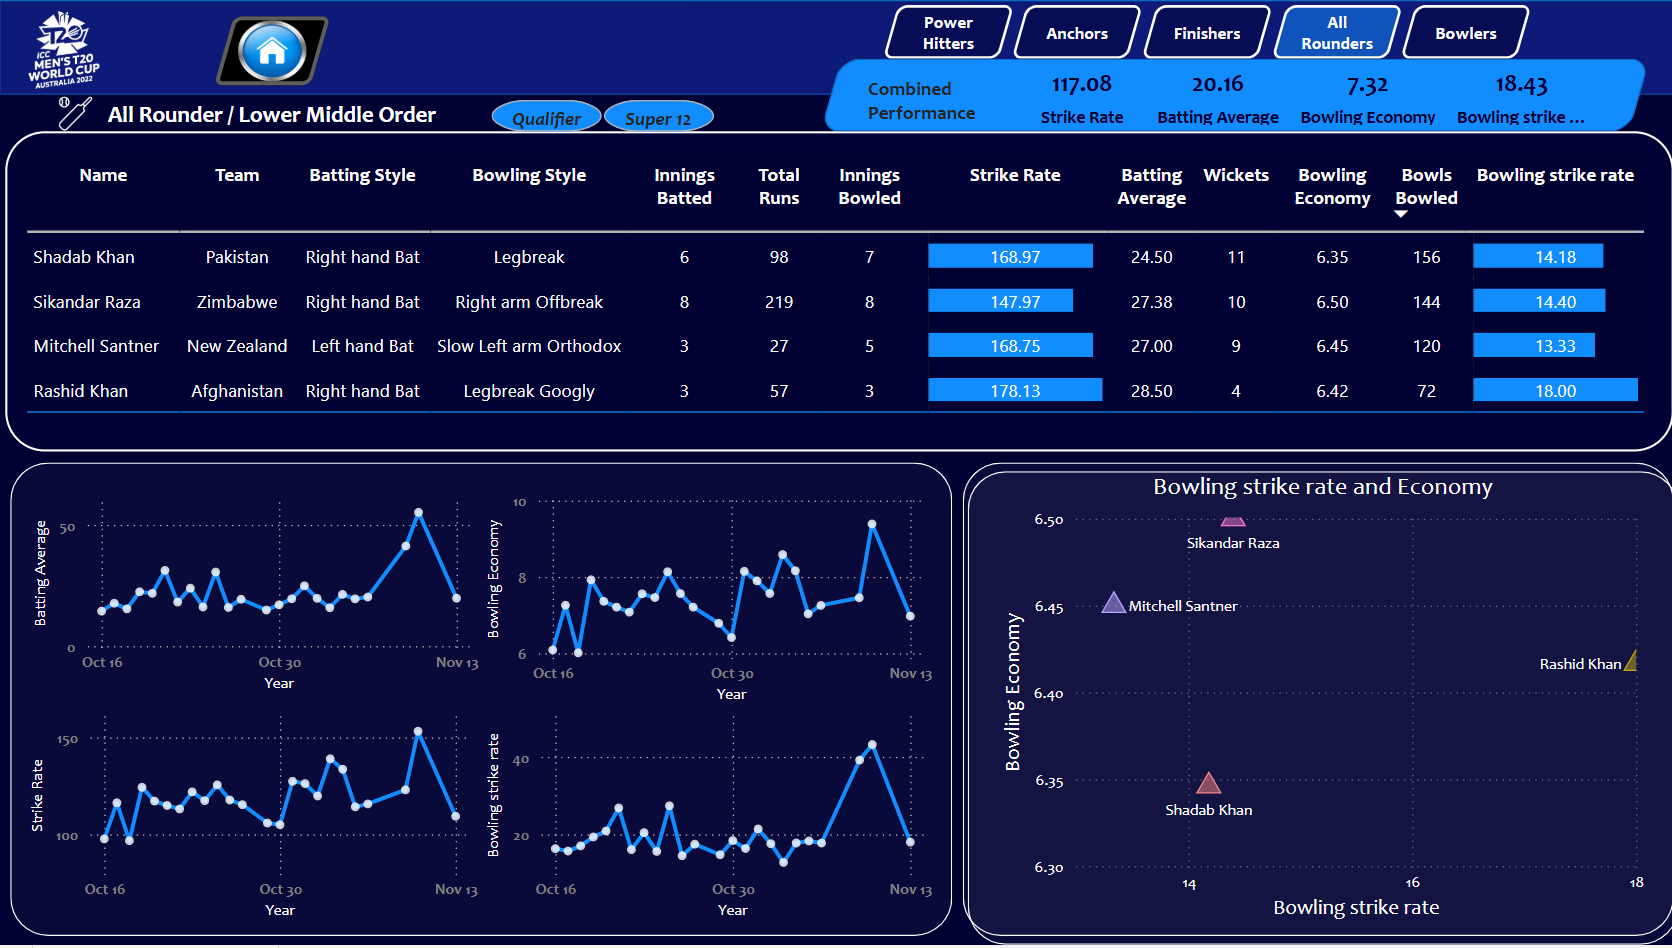 ICC
MEN'S T20
WORLD CUP
AUSTRALIA 2022
Power
Hitters
Anchors
Finishers
All
Rounders
Bowlers
Combined
Performance
117.08
Strike Rate
20.16
Batting Average
7.32
Bowling Economy
18.43
Bowling strike ...
All Rounder / Lower Middle Order
Qualifier
Super 12
Name Team Batting Style Bowling Style Innings Batted Total Runs Innings Bowled Strike Rate Batting Average Wickets Bowling Economy Bowls Bowled Bowling strike rate
Shadab Khan Pakistan Right hand Bat Legbreak 6 98 7 168.97 24.50 11 6.35 156 14.18
Sikandar Raza Zimbabwe Right hand Bat Right arm Offbreak 8 219 8 147.97 27.38 10 6.50 144 14.40
Mitchell Santner New Zealand Left hand Bat Slow Left arm Orthodox 3 27 5 168.75 27.00 9 6.45 120 13.33
Rashid Khan Afghanistan Right hand Bat Legbreak Googly 3 57 3 178.13 28.50 4 6.42 72 18.00
Batting Average
50
0
Oct 16 Oct 30 Nov 13
Year
Bowling Economy
10
8
6
Oct 16 Oct 30 Nov 13
Year
Strike Rate
150
100
Oct 16 Oct 30 Nov 13
Year
Bowling strike rate
40
20
Oct 16 Oct 30 Nov 13
Year
Bowling strike rate and Economy
Bowling Economy
6.50
Sikandar Raza
6.45
Mitchell Santner
Rashid Khan
6.40
6.35
Shadab Khan
6.30
14 16 18
Bowling strike rate